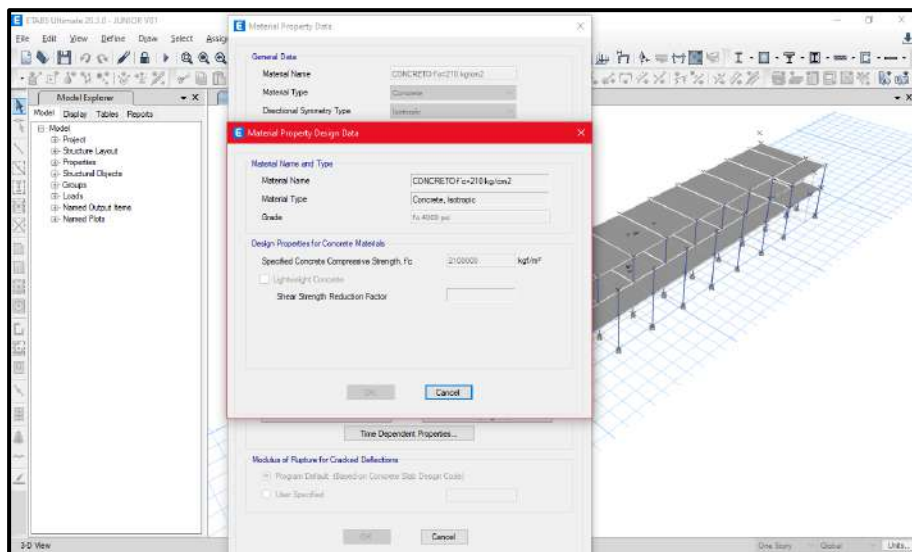 ETABS Ultimate 20.3.0 - JUNIOR V01
File Edit View Define Draw Select Assign
Model Explorer
Model Display Tables Reports
Model
Project
Structure Layout
Properties
Structural Objects
Groups
Loads
Named Output Items
Named Plots
Material Property Data
General Data
Material Name CONCRETO f'c=210 kg/cm2
Material Type Concrete
Directional Symmetry Type Isotropic
Material Property Design Data
Material Name and Type
Material Name CONCRETO f'c=210 kg/cm2
Material Type Concrete, Isotropic
Grade f'c 4000 psi
Design Properties for Concrete Materials
Specified Concrete Compressive Strength, f'c 2100000 kgf/m²
Lightweight Concrete
Shear Strength Reduction Factor
OK Cancel
Time Dependent Properties...
Modulus of Rupture for Cracked Deflections
Program Default (Based on Concrete Slab Design Code)
User Specified
OK Cancel
3-D View One Story Global Units...